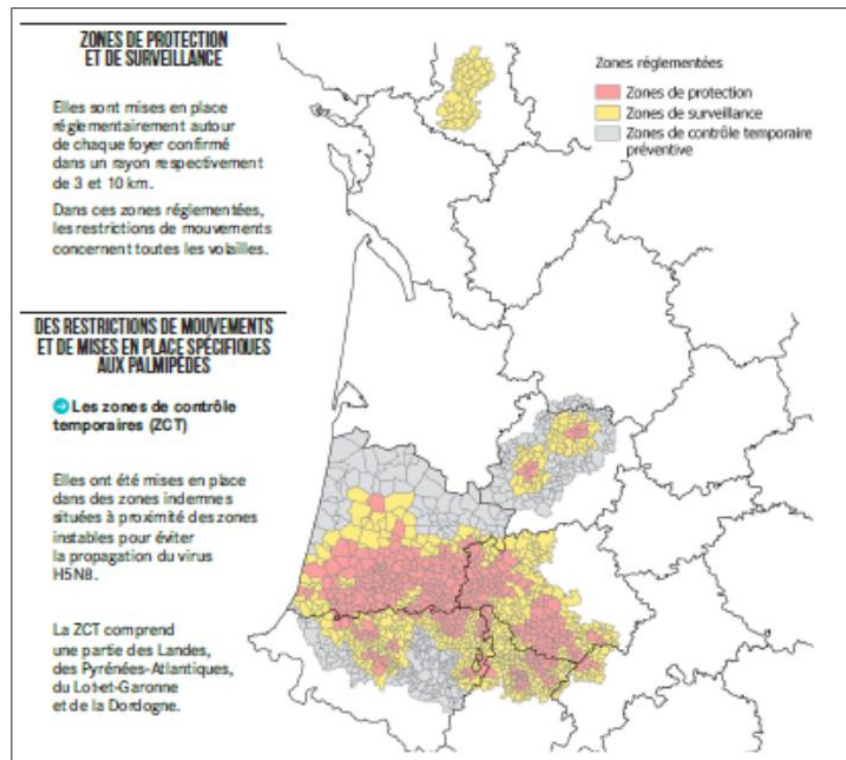 ZONES DE PROTECTION
ET DE SURVEILLANCE
Elles sont mises en place
réglementairement autour
de chaque foyer confirmé
dans un rayon respectivement
de 3 et 10 km.
Dans ces zones réglementées,
les restrictions de mouvements
concernent toutes les volailles.
DES RESTRICTIONS DE MOUVEMENTS
ET DE MISES EN PLACE SPÉCIFIQUES
AUX PALMIPÈDES
Les zones de contrôle
temporaires (ZCT)
Elles ont été mises en place
dans des zones indemnes
situées à proximité des zones
instables pour éviter
la propagation du virus
H5N8.
La ZCT comprend
une partie des Landes,
des Pyrénées-Atlantiques,
du Lot-et-Garonne
et de la Dordogne.
Zones réglementées
Zones de protection
Zones de surveillance
Zones de contrôle temporaire
préventive